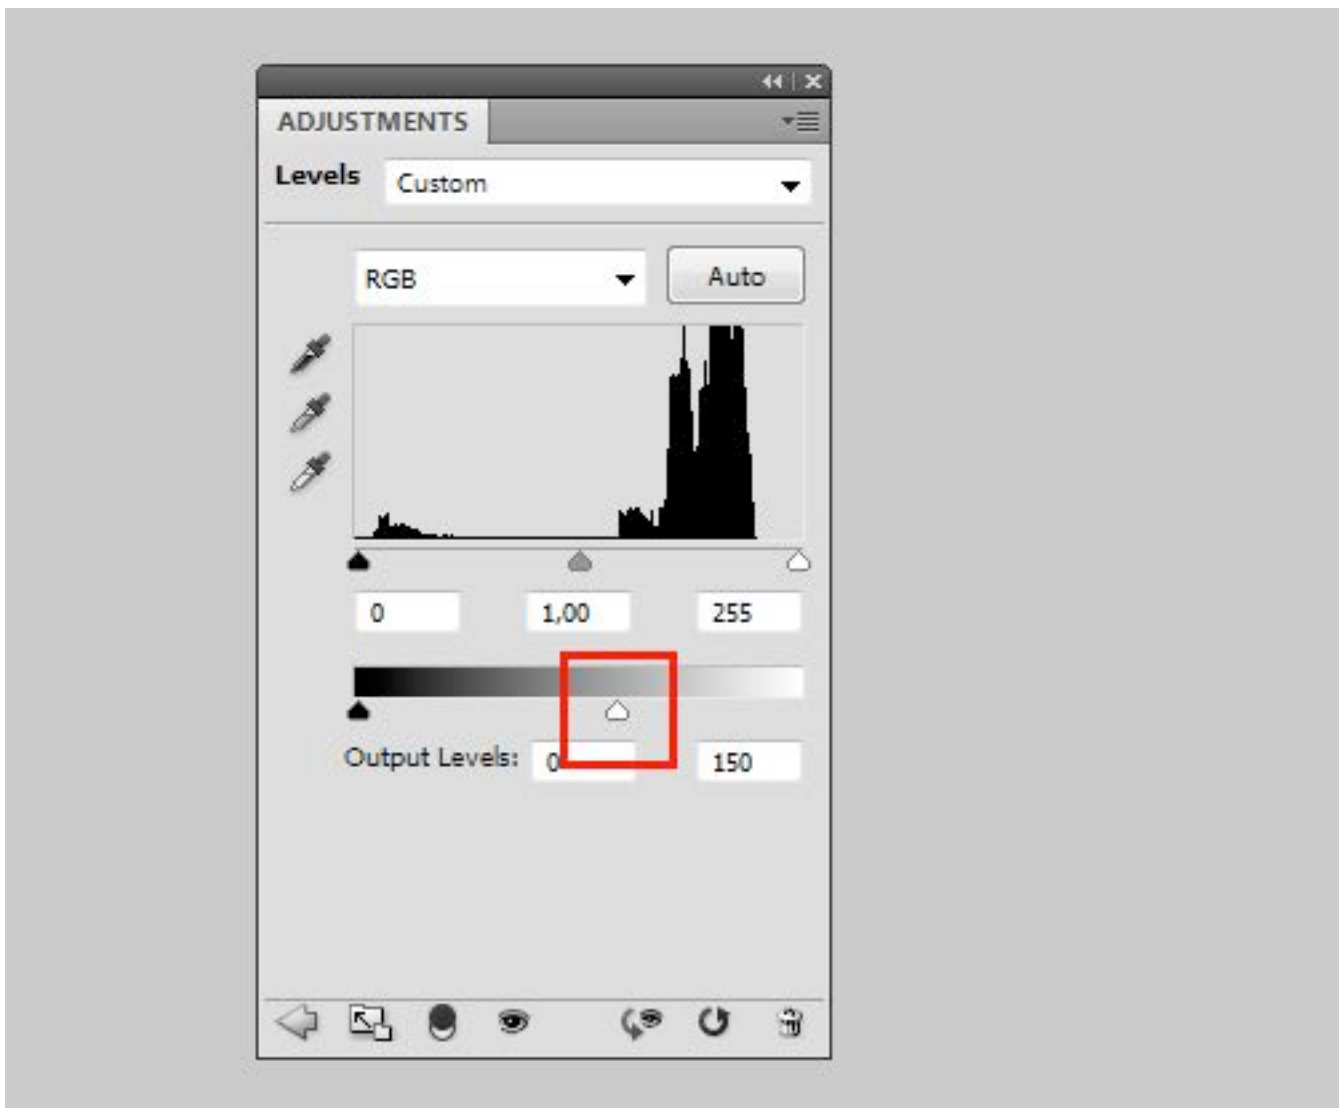 ADJUSTMENTS
Levels Custom
RGB Auto
0 1,00 255
Output Levels: 0 150